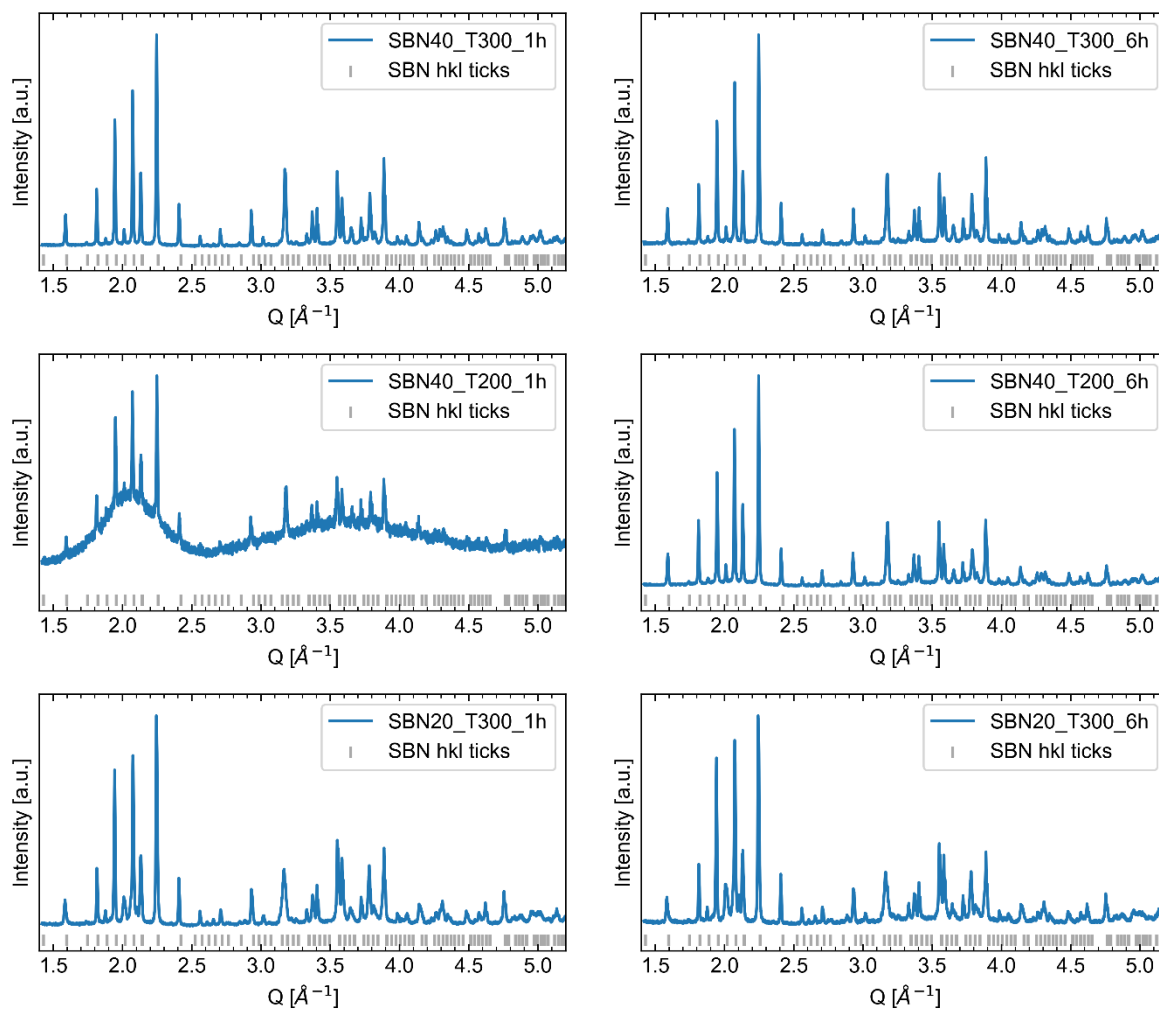 SBN40_T300_1h
SBN hkl ticks
Intensity [a.u.]
1.5 2.0 2.5 3.0 3.5 4.0 4.5 5.0
Q [Å⁻¹]
SBN40_T300_6h
SBN hkl ticks
Intensity [a.u.]
1.5 2.0 2.5 3.0 3.5 4.0 4.5 5.0
Q [Å⁻¹]
SBN40_T200_1h
SBN hkl ticks
Intensity [a.u.]
1.5 2.0 2.5 3.0 3.5 4.0 4.5 5.0
Q [Å⁻¹]
SBN40_T200_6h
SBN hkl ticks
Intensity [a.u.]
1.5 2.0 2.5 3.0 3.5 4.0 4.5 5.0
Q [Å⁻¹]
SBN20_T300_1h
SBN hkl ticks
Intensity [a.u.]
1.5 2.0 2.5 3.0 3.5 4.0 4.5 5.0
Q [Å⁻¹]
SBN20_T300_6h
SBN hkl ticks
Intensity [a.u.]
1.5 2.0 2.5 3.0 3.5 4.0 4.5 5.0
Q [Å⁻¹]